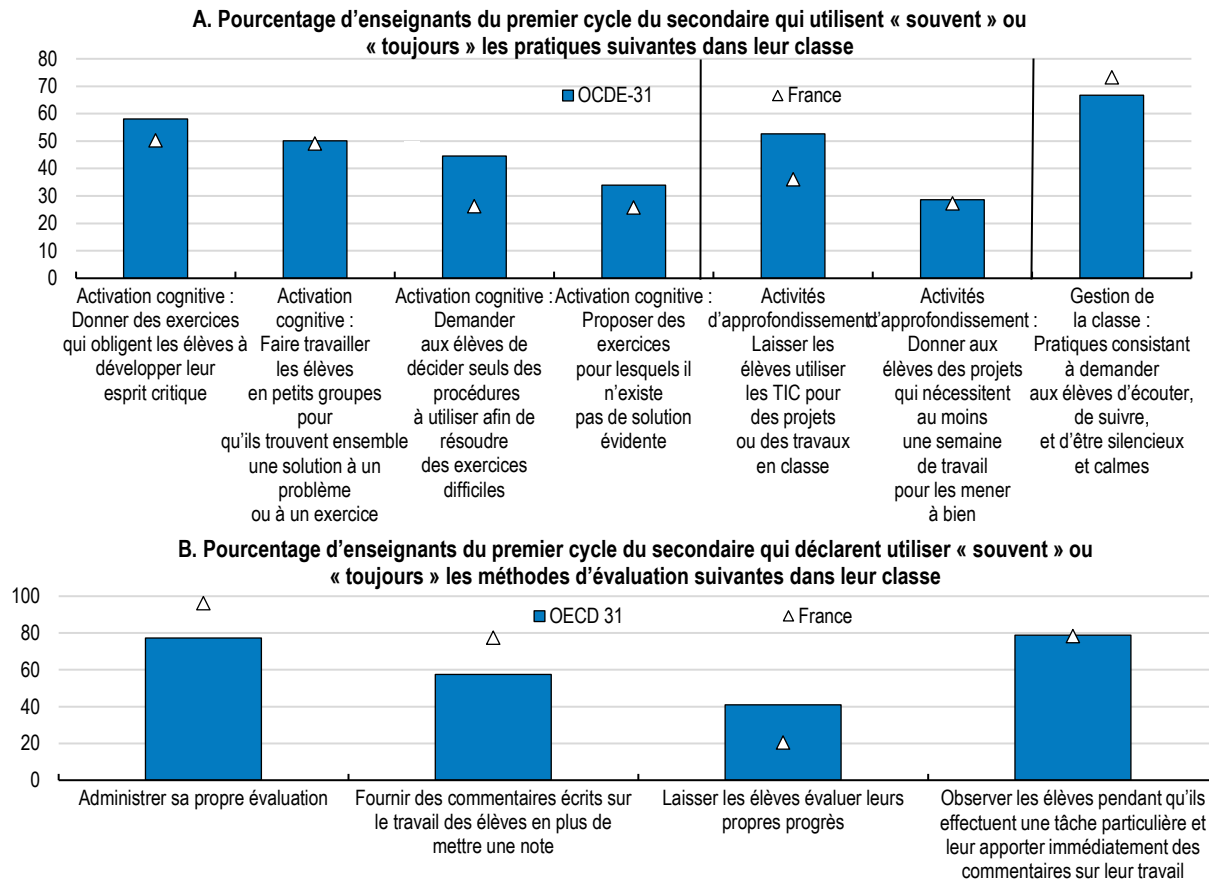 A. Pourcentage d’enseignants du premier cycle du secondaire qui utilisent « souvent » ou
« toujours » les pratiques suivantes dans leur classe
80
70
60
50
40
30
20
10
0
OCDE-31
France
Activation cognitive :
Donner des exercices
qui obligent les élèves à
développer leur
esprit critique
Activation
cognitive :
Faire travailler
les élèves
en petits groupes
pour
qu’ils trouvent ensemble
une solution à un
problème
ou à un exercice
Activation cognitive :
Demander
aux élèves de
décider seuls des
procédures
à utiliser afin de
résoudre
des exercices
difficiles
Activation cognitive :
Proposer des
exercices
pour lesquels il
n’existe
pas de solution
évidente
Activités
d’approfondissement
Laisser les
élèves utiliser
les TIC pour
des projets
ou des travaux
en classe
Activités
d’approfondissement :
Donner aux
élèves des projets
qui nécessitent
au moins
une semaine
de travail
pour les mener
à bien
Gestion de
la classe :
Pratiques consistant
à demander
aux élèves d’écouter,
de suivre,
et d’être silencieux
et calmes
B. Pourcentage d’enseignants du premier cycle du secondaire qui déclarent utiliser « souvent » ou
« toujours » les méthodes d’évaluation suivantes dans leur classe
100
80
60
40
20
0
OECD 31
France
Administrer sa propre évaluation
Fournir des commentaires écrits sur
le travail des élèves en plus de
mettre une note
Laisser les élèves évaluer leurs
propres progrès
Observer les élèves pendant qu’ils
effectuent une tâche particulière et
leur apporter immédiatement des
commentaires sur leur travail